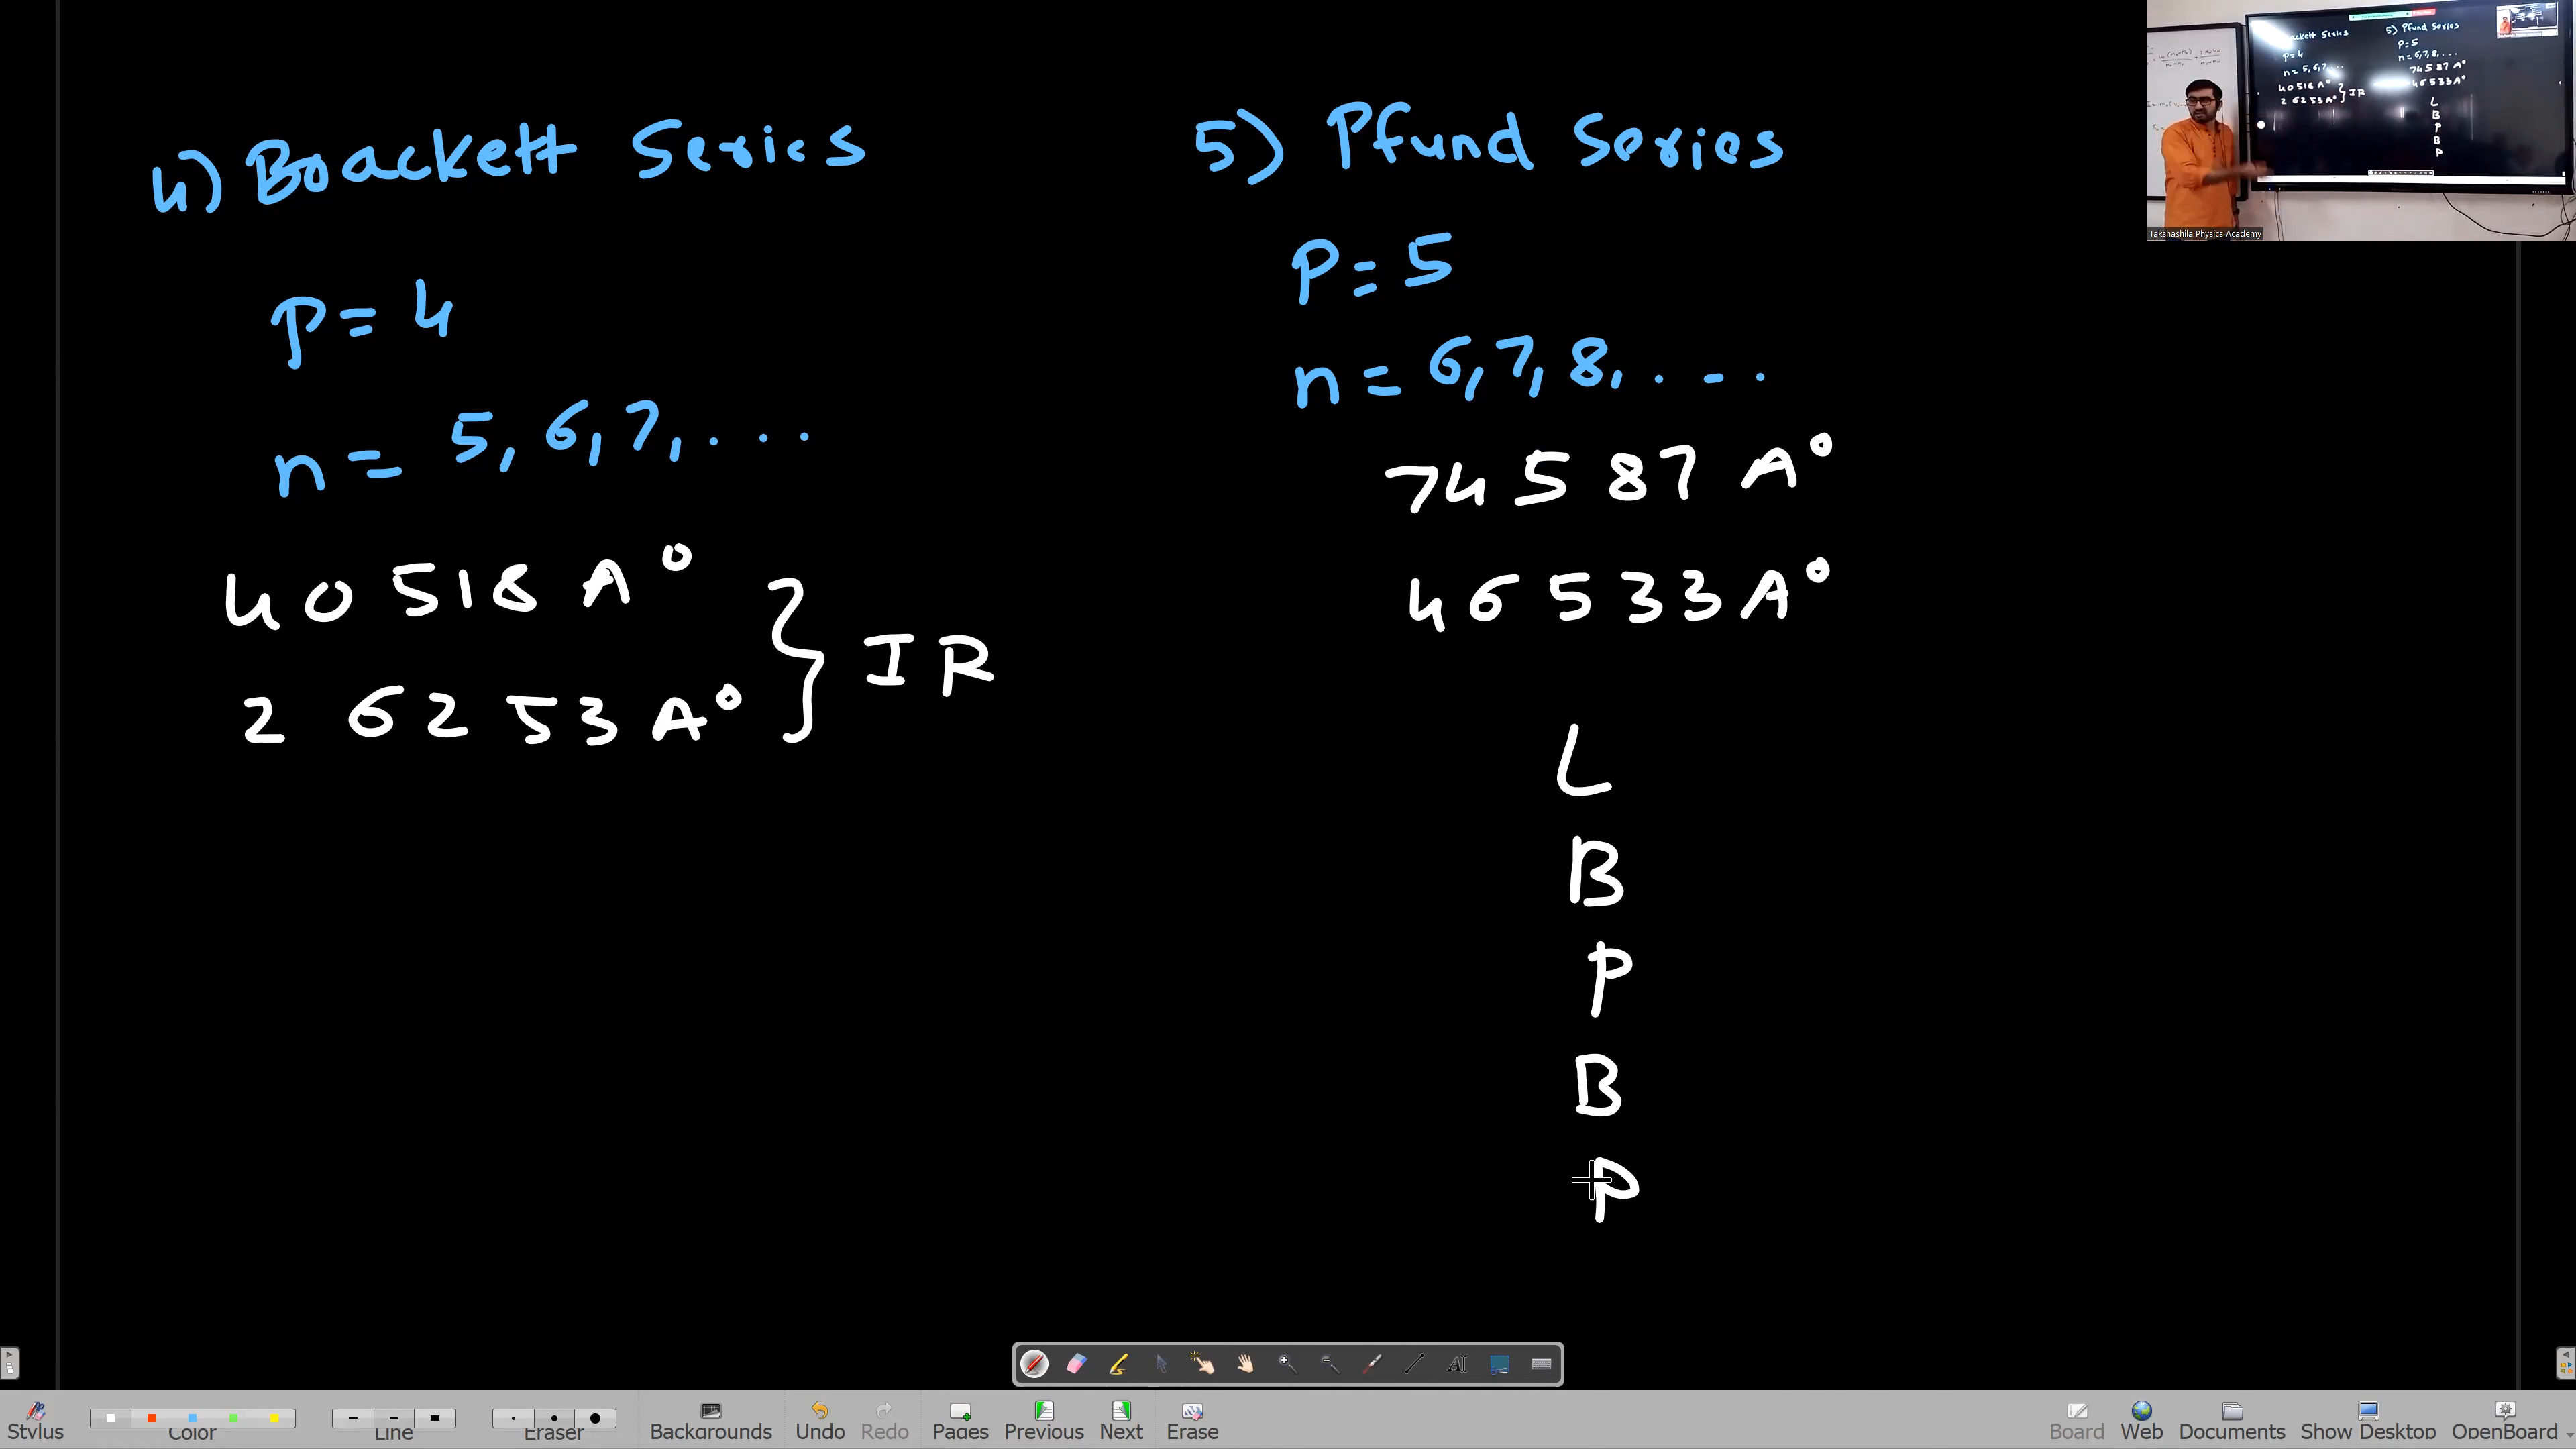 4) Brackett Series
P = 4
n = 5, 6, 7, . . .
40518 A°
26253 A°
} IR
5) Pfund Series
P = 5
n = 6, 7, 8, . - .
74587 A°
46533 A°
L
B
P
B
P
Takshashila Physics Academy
Stylus
Color
Line
Eraser
Backgrounds
Undo
Redo
Pages
Previous
Next
Erase
Board
Web
Documents
Show Desktop
OpenBoard